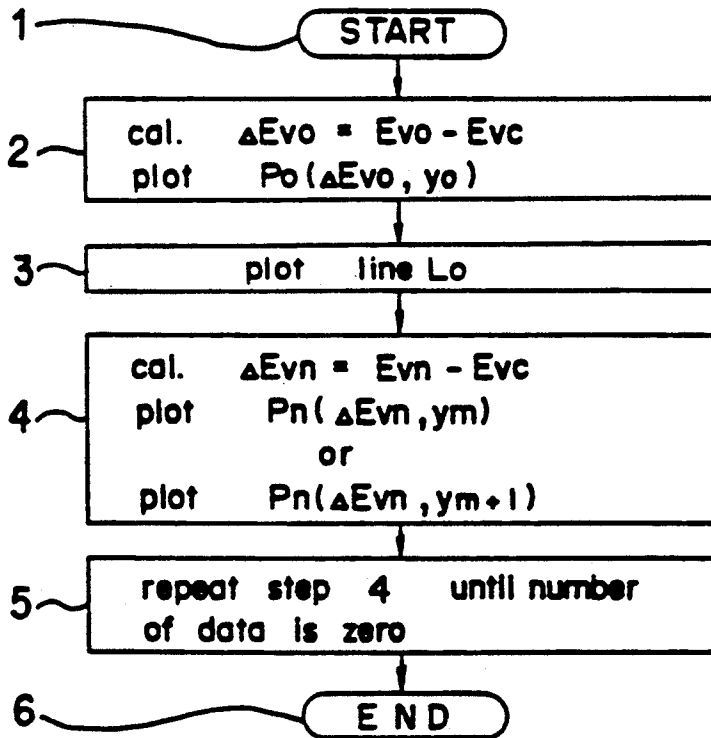 1 START
2 cal. ΔEvo = Evo - Evc
plot Po(ΔEvo, yo)
3 plot line Lo
4 cal. ΔEvn = Evn - Evc
plot Pn(ΔEvn, ym)
or
plot Pn(ΔEvn, ym+1)
5 repeat step 4 until number
of data is zero
6 END